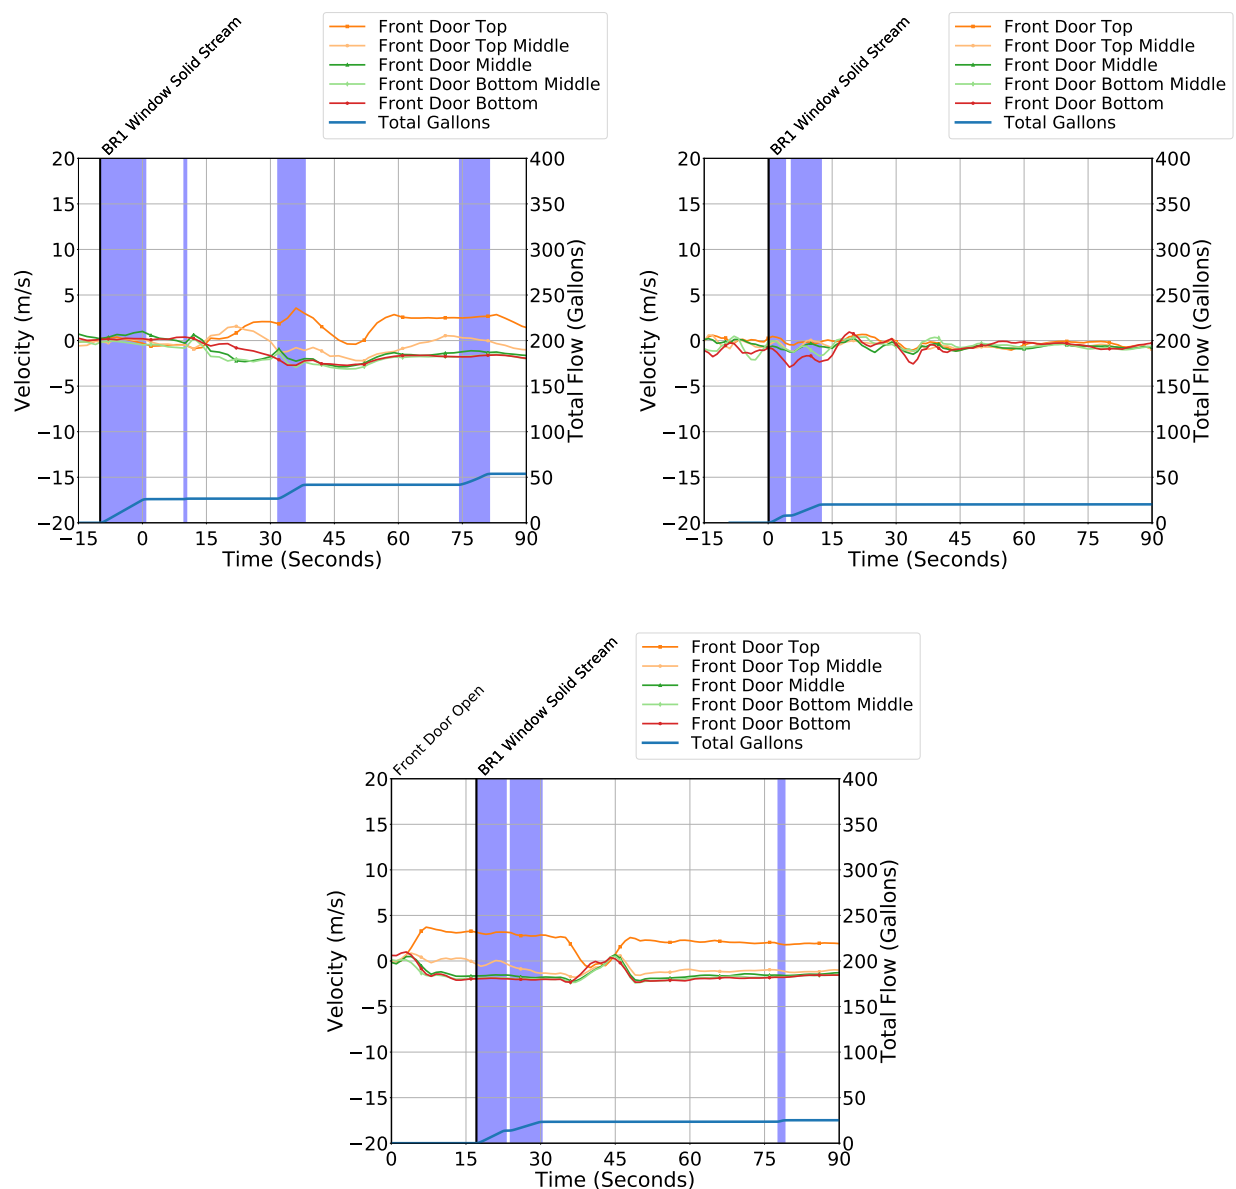 Front Door Top
Front Door Top Middle
Front Door Middle
Front Door Bottom Middle
Front Door Bottom
Total Gallons
BR1 Window Solid Stream
20
15
10
5
0
−5
−10
−15
−20
Velocity (m/s)
400
350
300
250
200
150
100
50
0
Total Flow (Gallons)
−15 0 15 30 45 60 75 90
Time (Seconds)
Front Door Top
Front Door Top Middle
Front Door Middle
Front Door Bottom Middle
Front Door Bottom
Total Gallons
BR1 Window Solid Stream
20
15
10
5
0
−5
−10
−15
−20
Velocity (m/s)
400
350
300
250
200
150
100
50
0
Total Flow (Gallons)
−15 0 15 30 45 60 75 90
Time (Seconds)
Front Door Top
Front Door Top Middle
Front Door Middle
Front Door Bottom Middle
Front Door Bottom
Total Gallons
Front Door Open
BR1 Window Solid Stream
20
15
10
5
0
−5
−10
−15
−20
Velocity (m/s)
400
350
300
250
200
150
100
50
0
Total Flow (Gallons)
0 15 30 45 60 75 90
Time (Seconds)